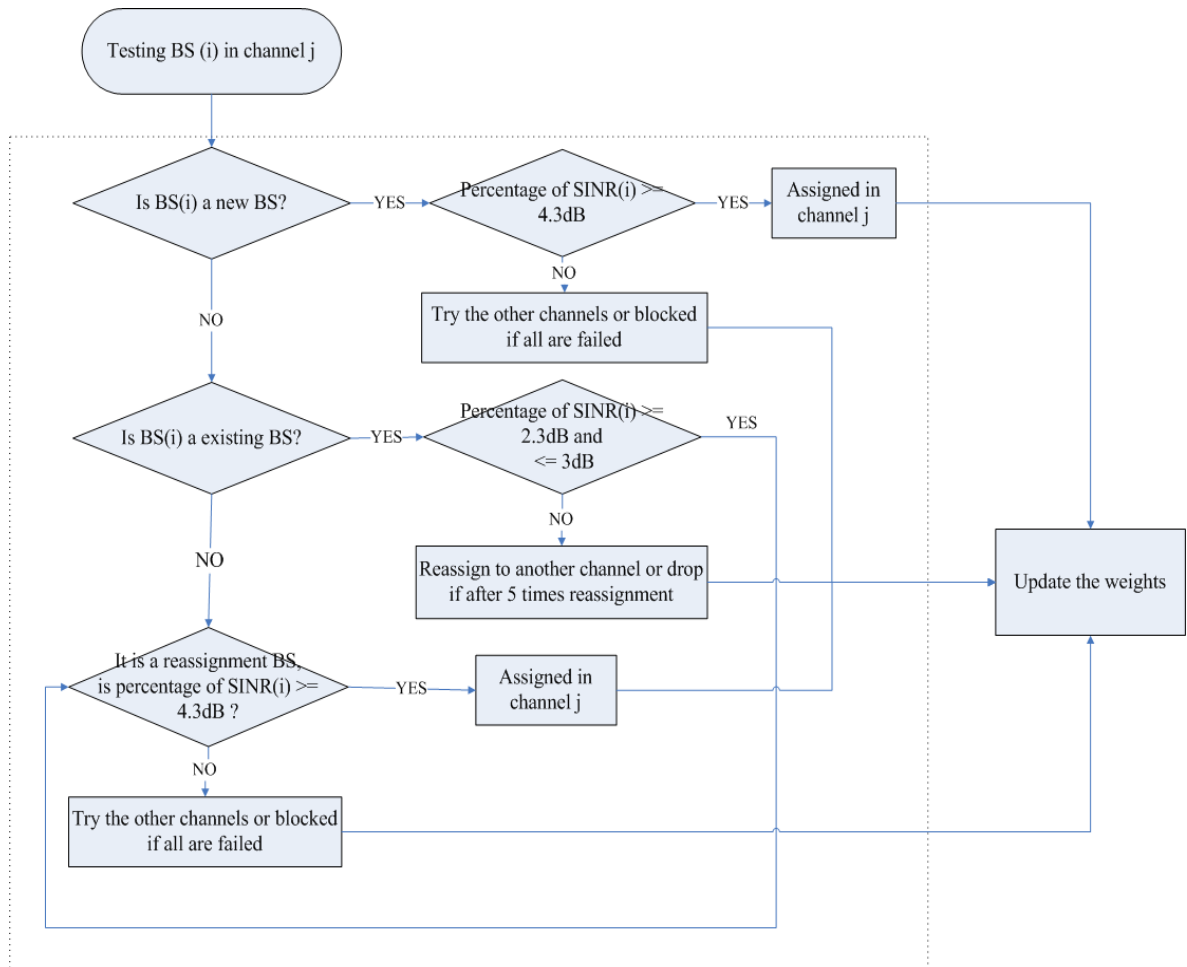 Testing BS (i) in channel j
Is BS(i) a new BS?
YES
Percentage of SINR(i) >=
4.3dB
YES
Assigned in
channel j
NO
Try the other channels or blocked
if all are failed
NO
Is BS(i) a existing BS?
YES
Percentage of SINR(i) >=
2.3dB and
<= 3dB
YES
NO
Reassign to another channel or drop
if after 5 times reassignment
Update the weights
NO
It is a reassignment BS,
is percentage of SINR(i) >=
4.3dB ?
YES
Assigned in
channel j
NO
Try the other channels or blocked
if all are failed